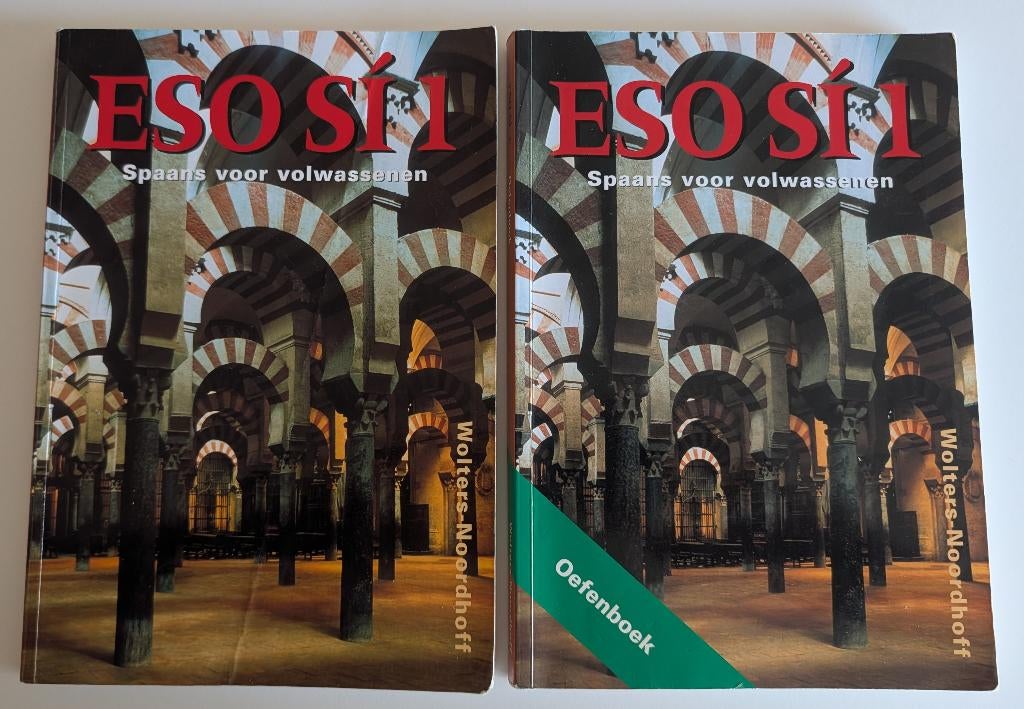 ESO SÍ 1
Spaans voor volwassenen
Wolters-Noordhoff
ESO SÍ 1
Spaans voor volwassenen
Wolters-Noordhoff
Oefenboek